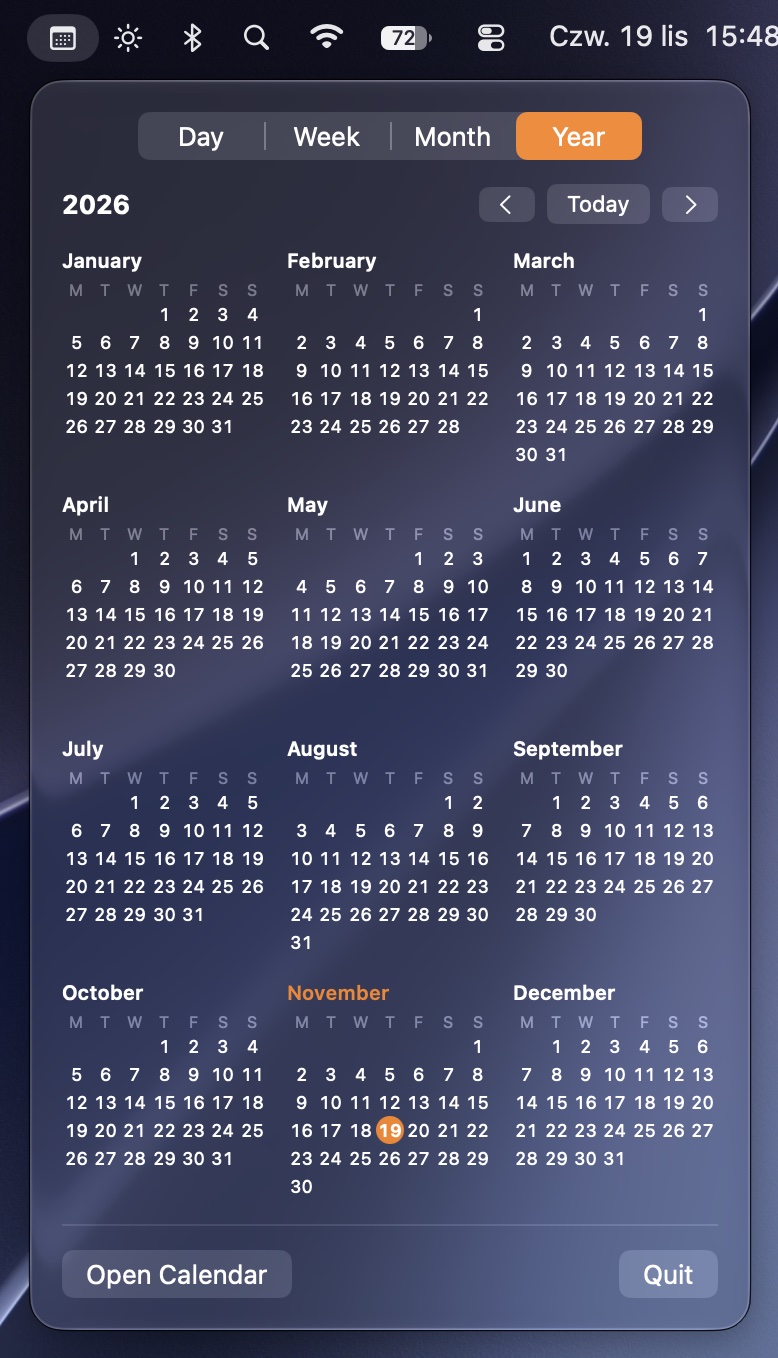 72 Czw. 19 lis 15:48
Day Week Month Year
2026 Today
January
M T W T F S S
1 2 3 4
5 6 7 8 9 10 11
12 13 14 15 16 17 18
19 20 21 22 23 24 25
26 27 28 29 30 31
February
M T W T F S S
1
2 3 4 5 6 7 8
9 10 11 12 13 14 15
16 17 18 19 20 21 22
23 24 25 26 27 28
March
M T W T F S S
1
2 3 4 5 6 7 8
9 10 11 12 13 14 15
16 17 18 19 20 21 22
23 24 25 26 27 28 29
30 31
April
M T W T F S S
1 2 3 4 5
6 7 8 9 10 11 12
13 14 15 16 17 18 19
20 21 22 23 24 25 26
27 28 29 30
May
M T W T F S S
1 2 3
4 5 6 7 8 9 10
11 12 13 14 15 16 17
18 19 20 21 22 23 24
25 26 27 28 29 30 31
June
M T W T F S S
1 2 3 4 5 6 7
8 9 10 11 12 13 14
15 16 17 18 19 20 21
22 23 24 25 26 27 28
29 30
July
M T W T F S S
1 2 3 4 5
6 7 8 9 10 11 12
13 14 15 16 17 18 19
20 21 22 23 24 25 26
27 28 29 30 31
August
M T W T F S S
1 2
3 4 5 6 7 8 9
10 11 12 13 14 15 16
17 18 19 20 21 22 23
24 25 26 27 28 29 30
31
September
M T W T F S S
1 2 3 4 5 6
7 8 9 10 11 12 13
14 15 16 17 18 19 20
21 22 23 24 25 26 27
28 29 30
October
M T W T F S S
1 2 3 4
5 6 7 8 9 10 11
12 13 14 15 16 17 18
19 20 21 22 23 24 25
26 27 28 29 30 31
November
M T W T F S S
1
2 3 4 5 6 7 8
9 10 11 12 13 14 15
16 17 18 19 20 21 22
23 24 25 26 27 28 29
30
December
M T W T F S S
1 2 3 4 5 6
7 8 9 10 11 12 13
14 15 16 17 18 19 20
21 22 23 24 25 26 27
28 29 30 31
Open Calendar Quit